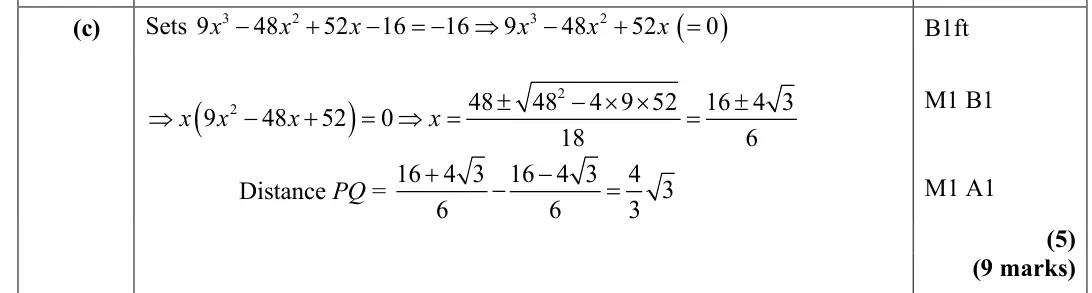 (c) Sets 9x³ − 48x² + 52x − 16 = −16 ⇒ 9x³ − 48x² + 52x (= 0) B1ft
⇒ x(9x² − 48x + 52) = 0 ⇒ x = (48 ± √(48² − 4×9×52))/18 = (16 ± 4√3)/6 M1 B1
Distance PQ = (16 + 4√3)/6 − (16 − 4√3)/6 = 4/3 √3 M1 A1
(5)
(9 marks)